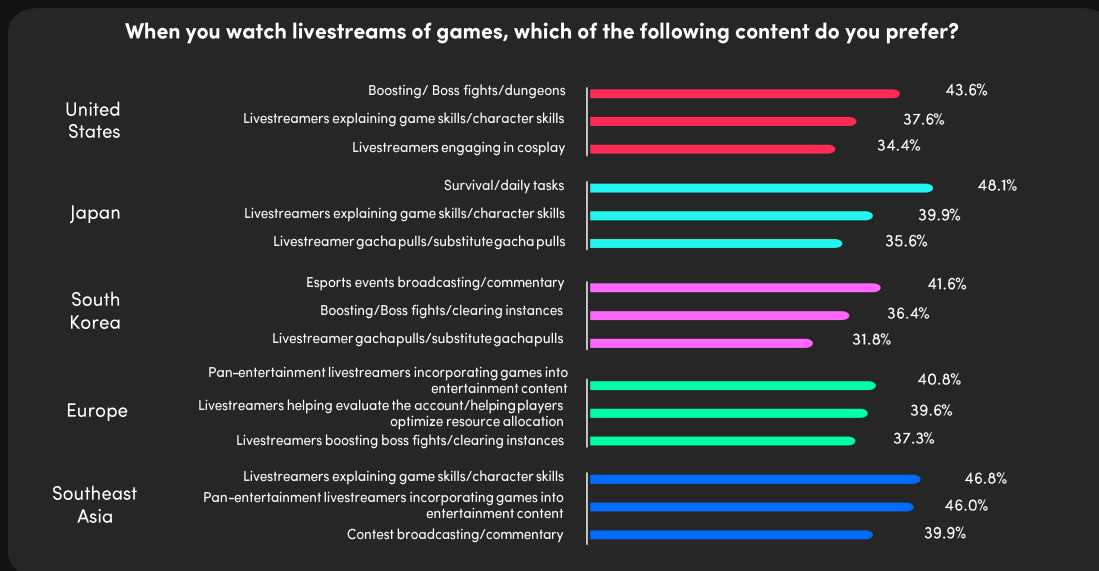 When you watch livestreams of games, which of the following content do you prefer?
United
States
Boosting/ Boss fights/dungeons
43.6%
Livestreamers explaining game skills/character skills
37.6%
Livestreamers engaging in cosplay
34.4%
Japan
Survival/daily tasks
48.1%
Livestreamers explaining game skills/character skills
39.9%
Livestreamer gacha pulls/substitute gacha pulls
35.6%
South
Korea
Esports events broadcasting/commentary
41.6%
Boosting/Boss fights/clearing instances
36.4%
Livestreamer gacha pulls/substitute gacha pulls
31.8%
Europe
Pan-entertainment livestreamers incorporating games into
entertainment content
40.8%
Livestreamers helping evaluate the account/helping players
optimize resource allocation
39.6%
Livestreamers boosting boss fights/clearing instances
37.3%
Southeast
Asia
Livestreamers explaining game skills/character skills
46.8%
Pan-entertainment livestreamers incorporating games into
entertainment content
46.0%
Contest broadcasting/commentary
39.9%